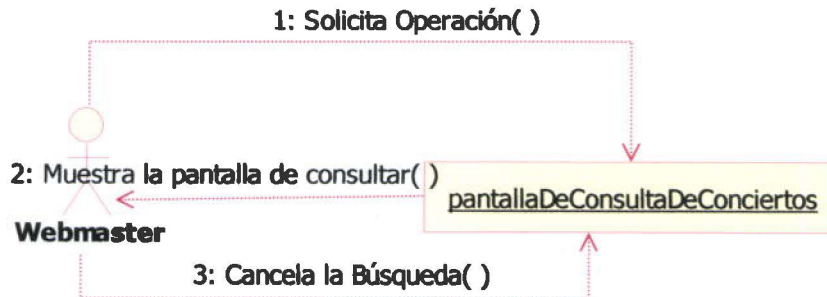 1: Solicita Operación( )
2: Muestra la pantalla de consultar( )
pantallaDeConsultaDeConciertos
Webmaster
3: Cancela la Búsqueda( )